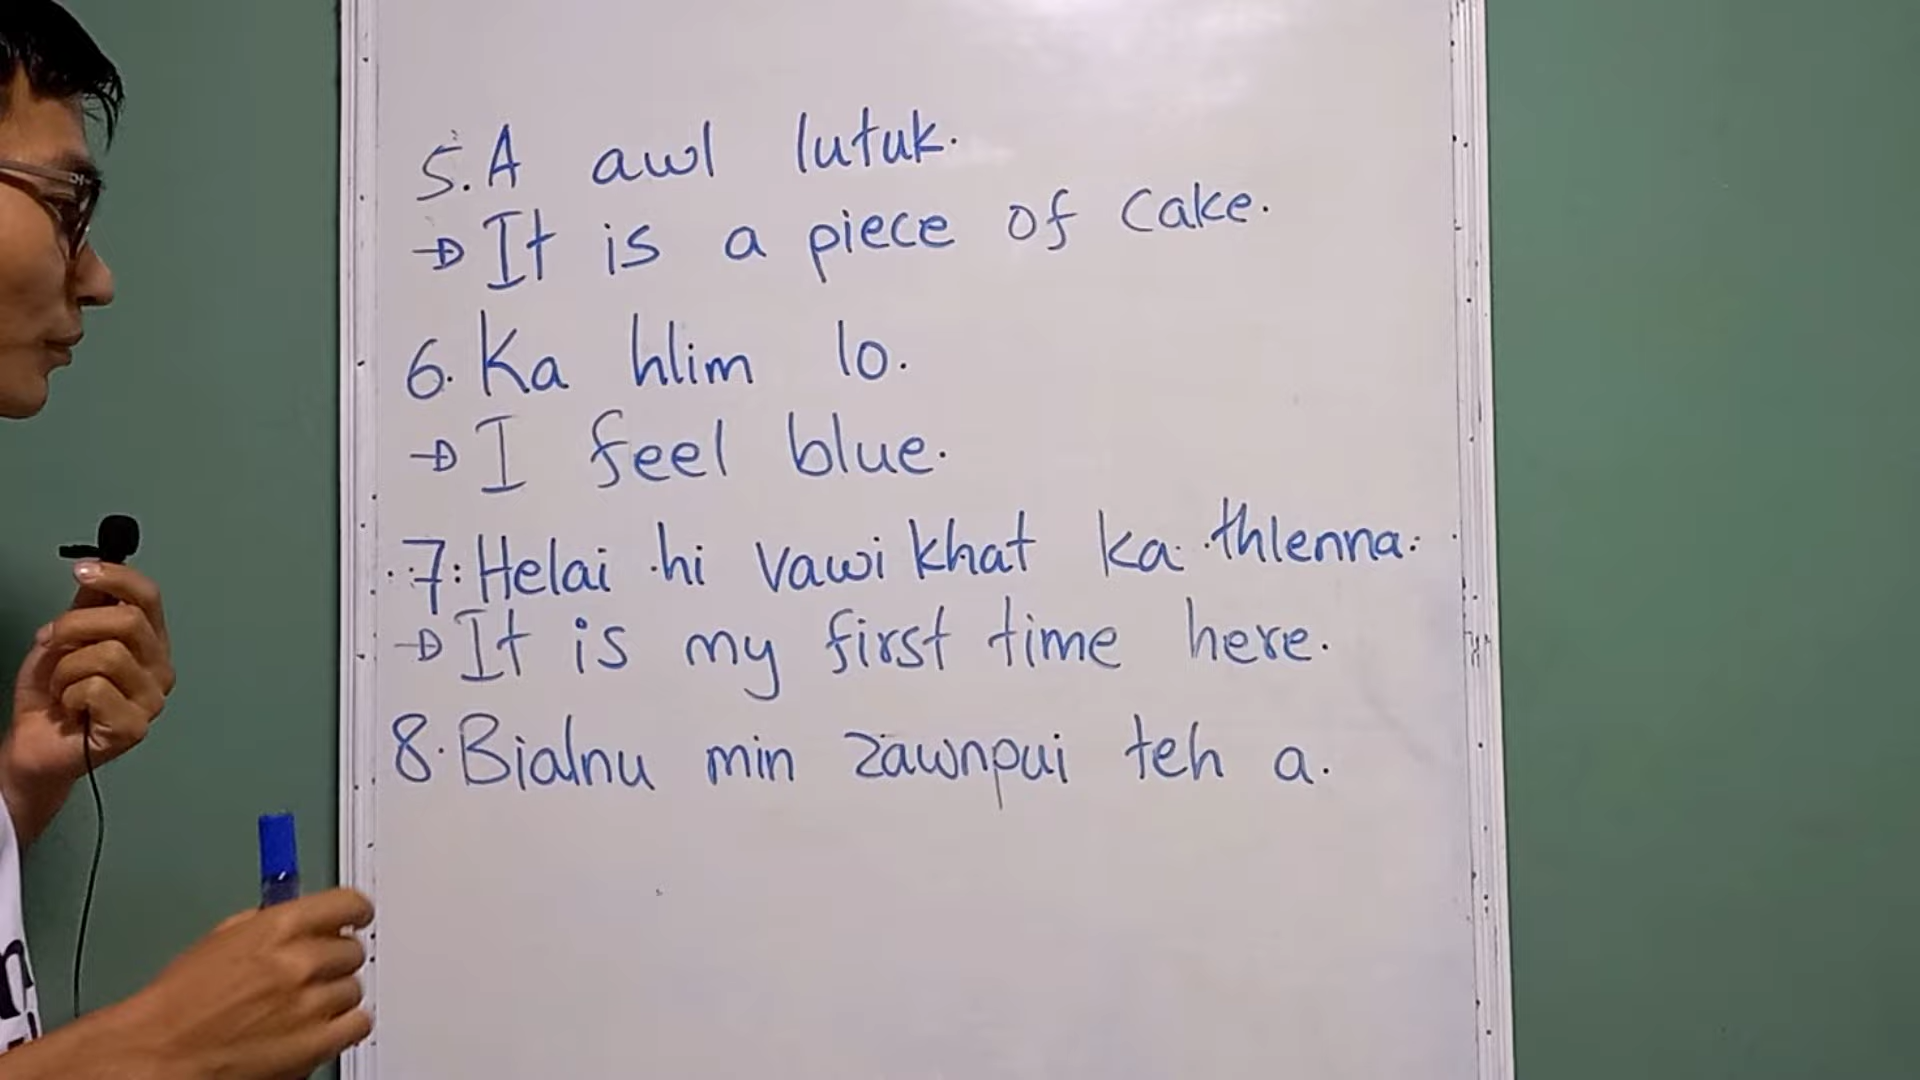 5. A awl lutuk.
→ It is a piece of cake.
6. Ka hlim lo.
→ I feel blue.
7. Helai hi vawi khat ka thlenna.
→ It is my first time here.
8. Bialnu min zawnpui teh a.